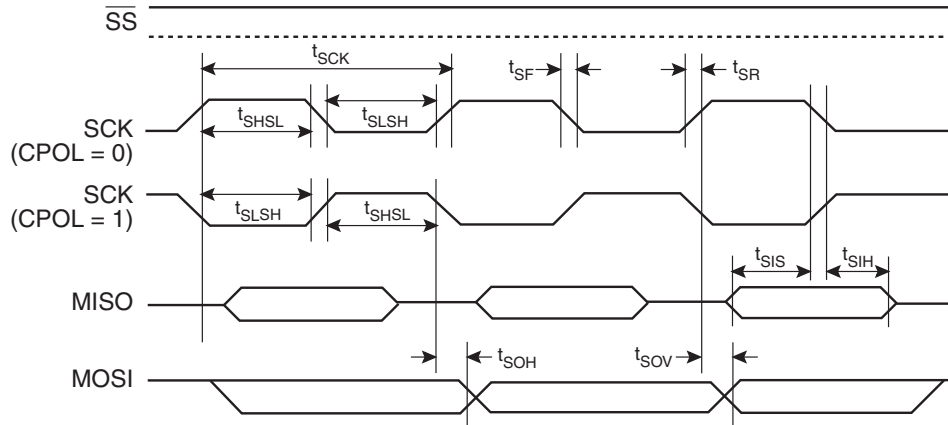 SS
tSCK
tSF
tSR
tSHSL
tSLSH
SCK
(CPOL = 0)
SCK
(CPOL = 1)
tSLSH
tSHSL
tSIS
tSIH
MISO
tSOH
tSOV
MOSI